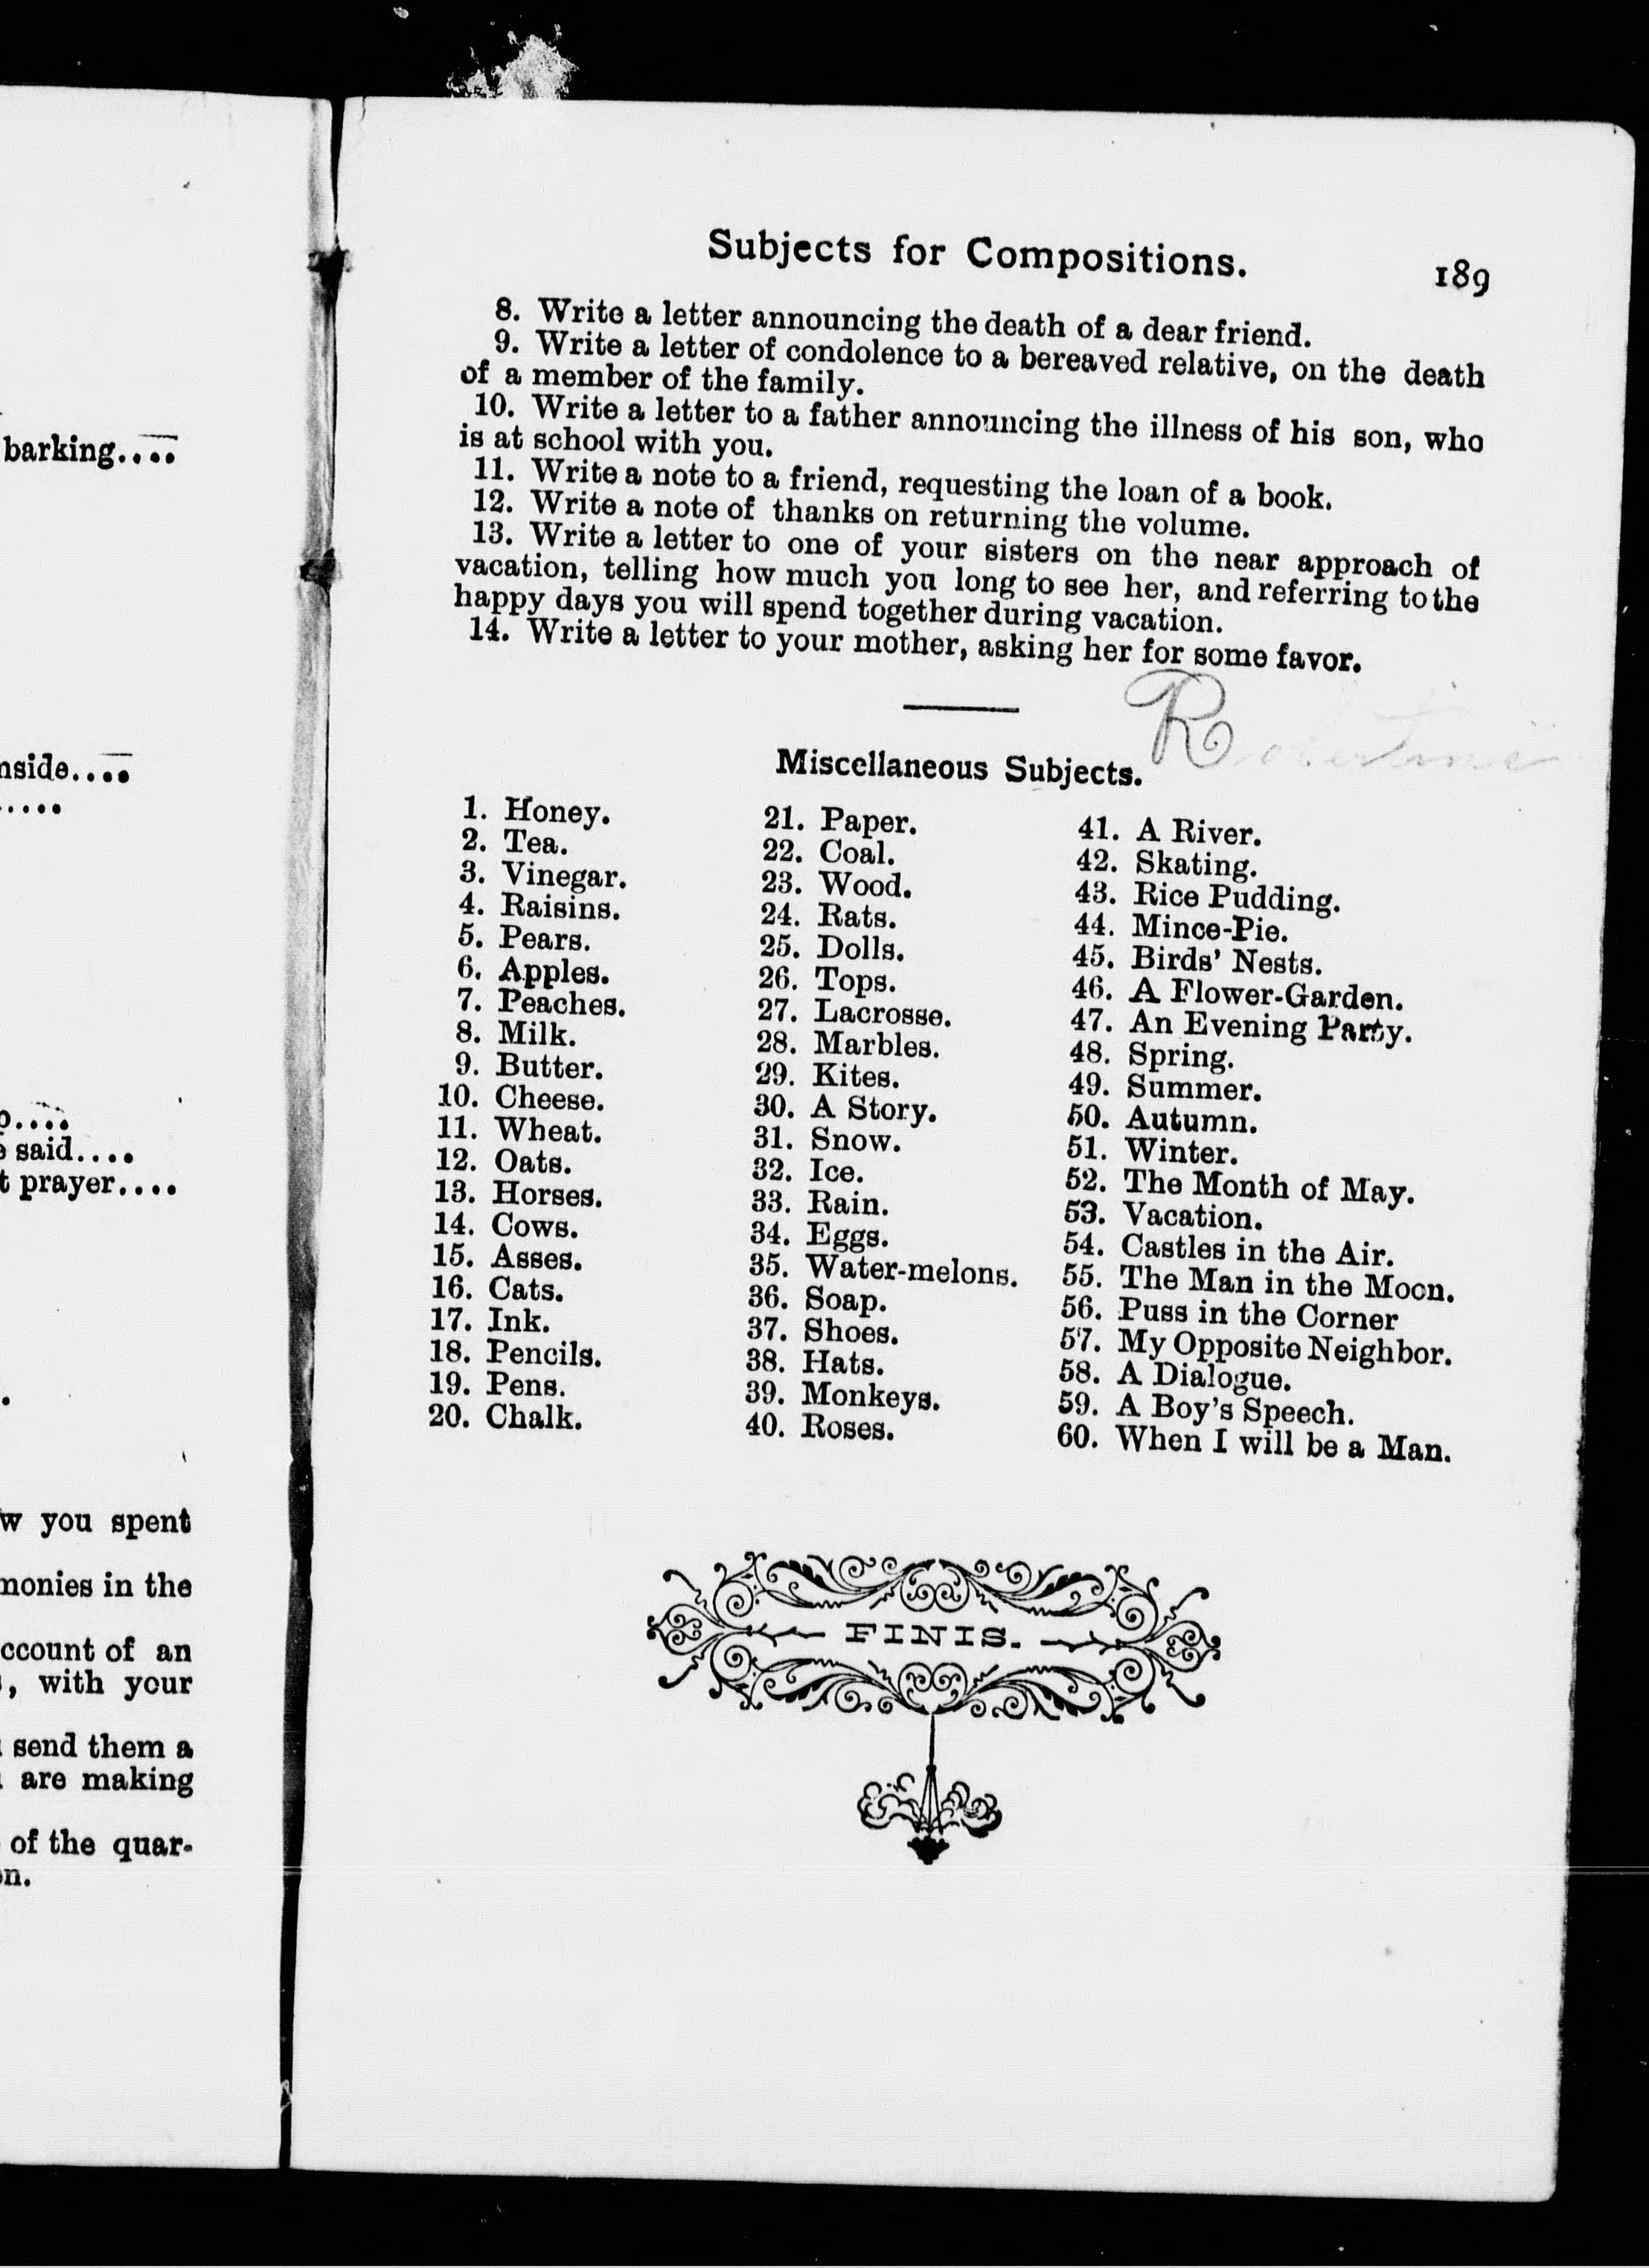 barking....
.....
said....
t prayer....
w you spent
monies in the
ccount of an
, with your
send them a
are making
of the quar-
n.
Subjects for Compositions. 189
8. Write a letter announcing the death of a dear friend.
9. Write a letter of condolence to a bereaved relative, on the death
of a member of the family.
10. Write a letter to a father announcing the illness of his son, who
is at school with you.
11. Write a note to a friend, requesting the loan of a book.
12. Write a note of thanks on returning the volume.
13. Write a letter to one of your sisters on the near approach of
vacation, telling how much you long to see her, and referring to the
happy days you will spend together during vacation.
14. Write a letter to your mother, asking her for some favor.
Miscellaneous Subjects.
1. Honey.
2. Tea.
3. Vinegar.
4. Raisins.
5. Pears.
6. Apples.
7. Peaches.
8. Milk.
9. Butter.
10. Cheese.
11. Wheat.
12. Oats.
13. Horses.
14. Cows.
15. Asses.
16. Cats.
17. Ink.
18. Pencils.
19. Pens.
20. Chalk.
21. Paper.
22. Coal.
23. Wood.
24. Rats.
25. Dolls.
26. Tops.
27. Lacrosse.
28. Marbles.
29. Kites.
30. A Story.
31. Snow.
32. Ice.
33. Rain.
34. Eggs.
35. Water-melons.
36. Soap.
37. Shoes.
38. Hats.
39. Monkeys.
40. Roses.
41. A River.
42. Skating.
43. Rice Pudding.
44. Mince-Pie.
45. Birds' Nests.
46. A Flower-Garden.
47. An Evening Party.
48. Spring.
49. Summer.
50. Autumn.
51. Winter.
52. The Month of May.
53. Vacation.
54. Castles in the Air.
55. The Man in the Moon.
56. Puss in the Corner
57. My Opposite Neighbor.
58. A Dialogue.
59. A Boy's Speech.
60. When I will be a Man.
FINIS.